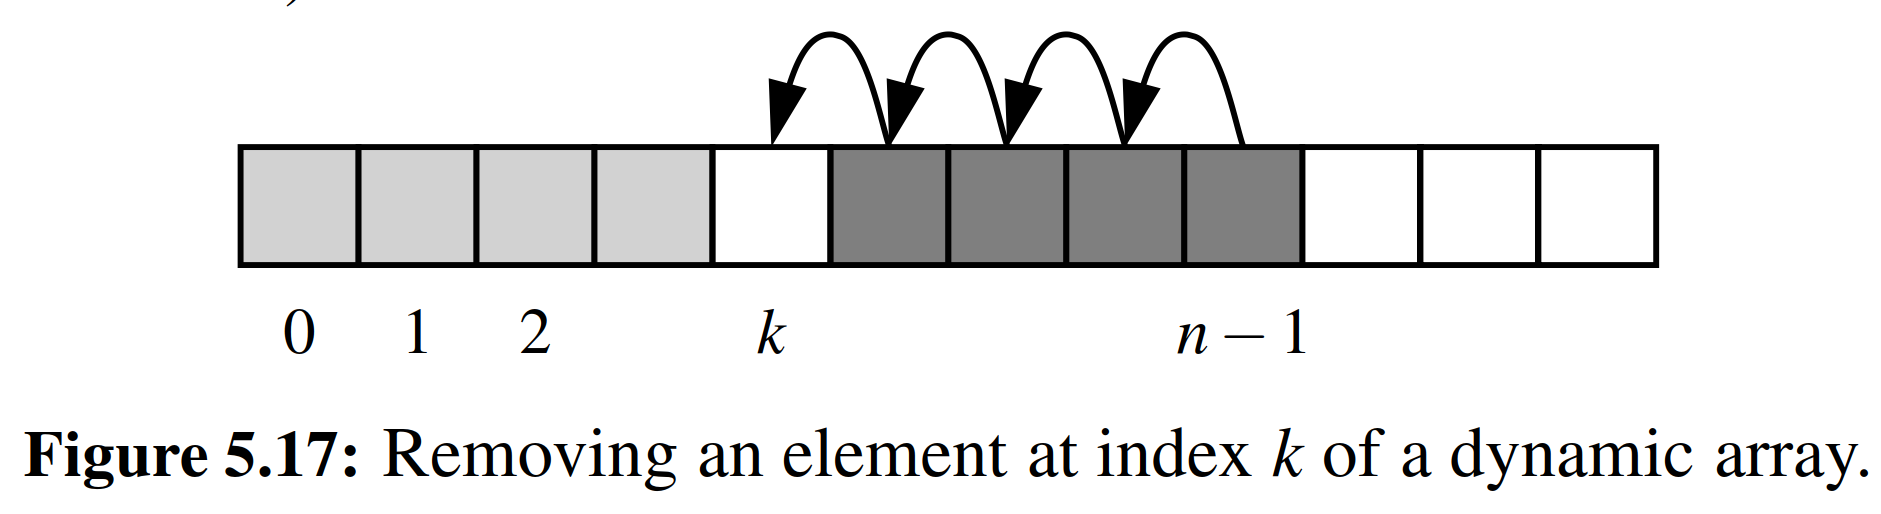 0 1 2 k n − 1
Figure 5.17: Removing an element at index k of a dynamic array.